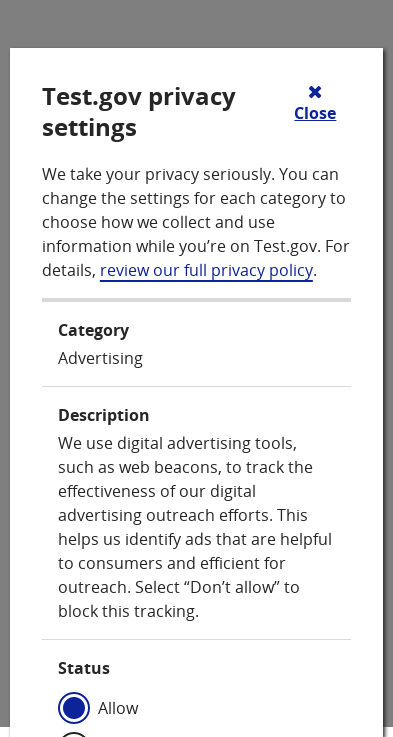 Test.gov privacy
settings
Close
We take your privacy seriously. You can
change the settings for each category to
choose how we collect and use
information while you’re on Test.gov. For
details, review our full privacy policy.
Category
Advertising
Description
We use digital advertising tools,
such as web beacons, to track the
effectiveness of our digital
advertising outreach efforts. This
helps us identify ads that are helpful
to consumers and efficient for
outreach. Select “Don’t allow” to
block this tracking.
Status
Allow